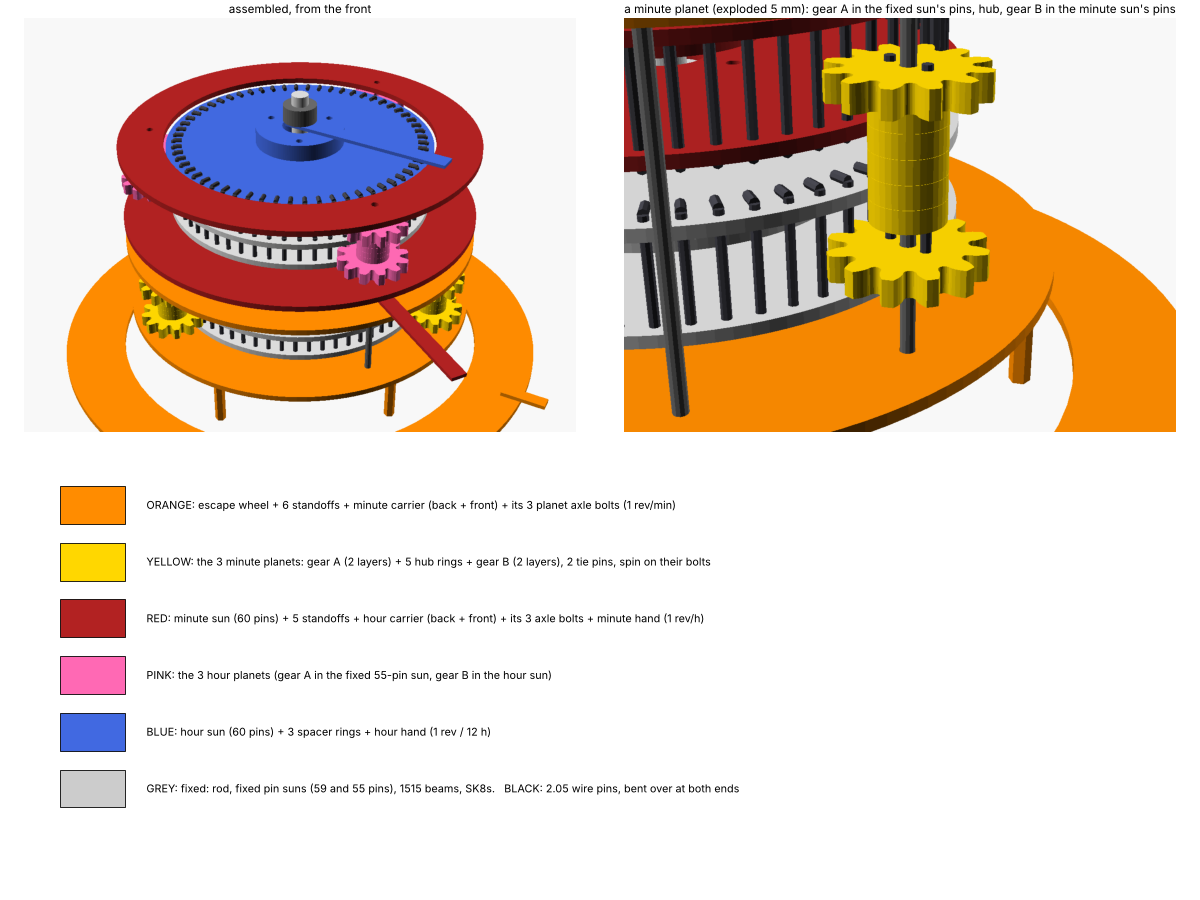 assembled, from the front
a minute planet (exploded 5 mm): gear A in the fixed sun's pins, hub, gear B in the minute sun's pins
ORANGE: escape wheel + 6 standoffs + minute carrier (back + front) + its 3 planet axle bolts (1 rev/min)
YELLOW: the 3 minute planets: gear A (2 layers) + 5 hub rings + gear B (2 layers), 2 tie pins, spin on their bolts
RED: minute sun (60 pins) + 5 standoffs + hour carrier (back + front) + its 3 axle bolts + minute hand (1 rev/h)
PINK: the 3 hour planets (gear A in the fixed 55-pin sun, gear B in the hour sun)
BLUE: hour sun (60 pins) + 3 spacer rings + hour hand (1 rev / 12 h)
GREY: fixed: rod, fixed pin suns (59 and 55 pins), 1515 beams, SK8s.   BLACK: 2.05 wire pins, bent over at both ends